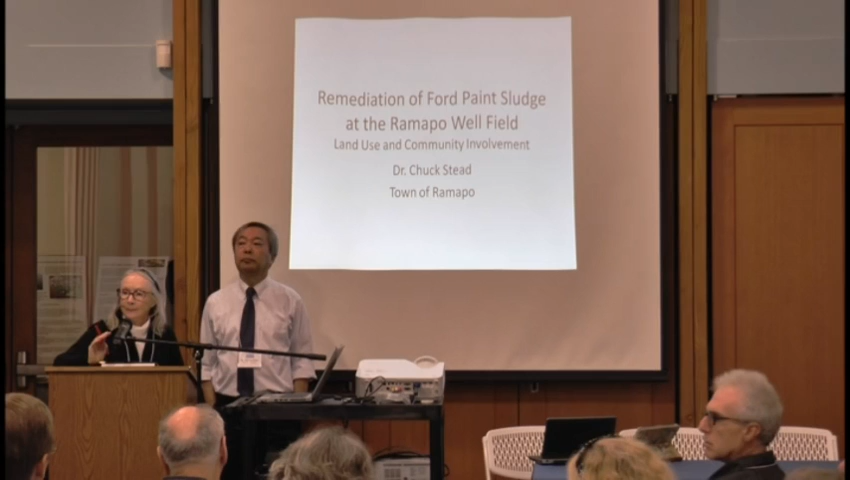 Remediation of Ford Paint Sludge
at the Ramapo Well Field
Land Use and Community Involvement
Dr. Chuck Stead
Town of Ramapo